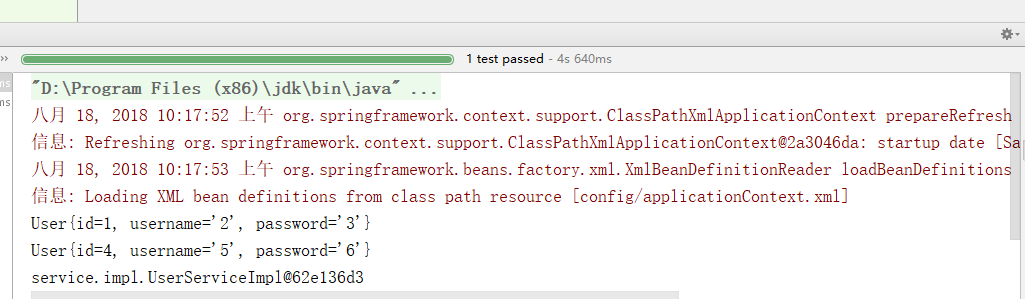 1 test passed - 4s 640ms
ms "D:\Program Files (x86)\jdk\bin\java" ...
ms 八月 18, 2018 10:17:52 上午 org.springframework.context.support.ClassPathXmlApplicationContext prepareRefresh
信息: Refreshing org.springframework.context.support.ClassPathXmlApplicationContext@2a3046da: startup date [Sa
八月 18, 2018 10:17:53 上午 org.springframework.beans.factory.xml.XmlBeanDefinitionReader loadBeanDefinitions
信息: Loading XML bean definitions from class path resource [config/applicationContext.xml]
User{id=1, username='2', password='3'}
User{id=4, username='5', password='6'}
service.impl.UserServiceImpl@62e136d3